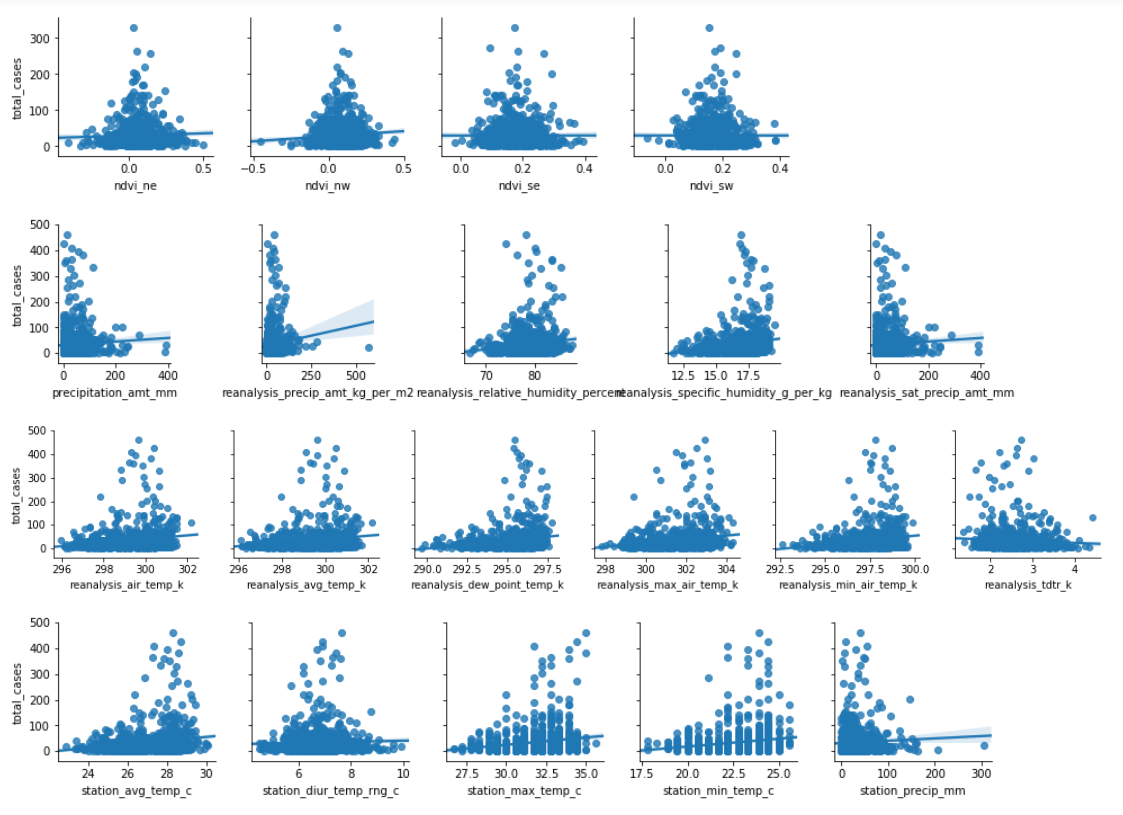 total_cases
300
200
100
0
0.0 0.5
−0.5 0.0 0.5
0.0 0.2 0.4
0.0 0.2 0.4
ndvi_ne ndvi_nw ndvi_se ndvi_sw
total_cases
500
400
300
200
100
0
0 200 400
0 250 500
70 80
12.5 15.0 17.5
0 200 400
precipitation_amt_mm reanalysis_precip_amt_kg_per_m2 reanalysis_relative_humidity_percent reanalysis_specific_humidity_g_per_kg reanalysis_sat_precip_amt_mm
total_cases
500
400
300
200
100
0
296 298 300 302
296 298 300 302
290.0 292.5 295.0 297.5
298 300 302 304
292.5 295.0 297.5 300.0
2 3 4
reanalysis_air_temp_k reanalysis_avg_temp_k reanalysis_dew_point_temp_k reanalysis_max_air_temp_k reanalysis_min_air_temp_k reanalysis_tdtr_k
total_cases
500
400
300
200
100
0
24 26 28 30
6 8 10
27.5 30.0 32.5 35.0
17.5 20.0 22.5 25.0
0 100 200 300
station_avg_temp_c station_diur_temp_rng_c station_max_temp_c station_min_temp_c station_precip_mm